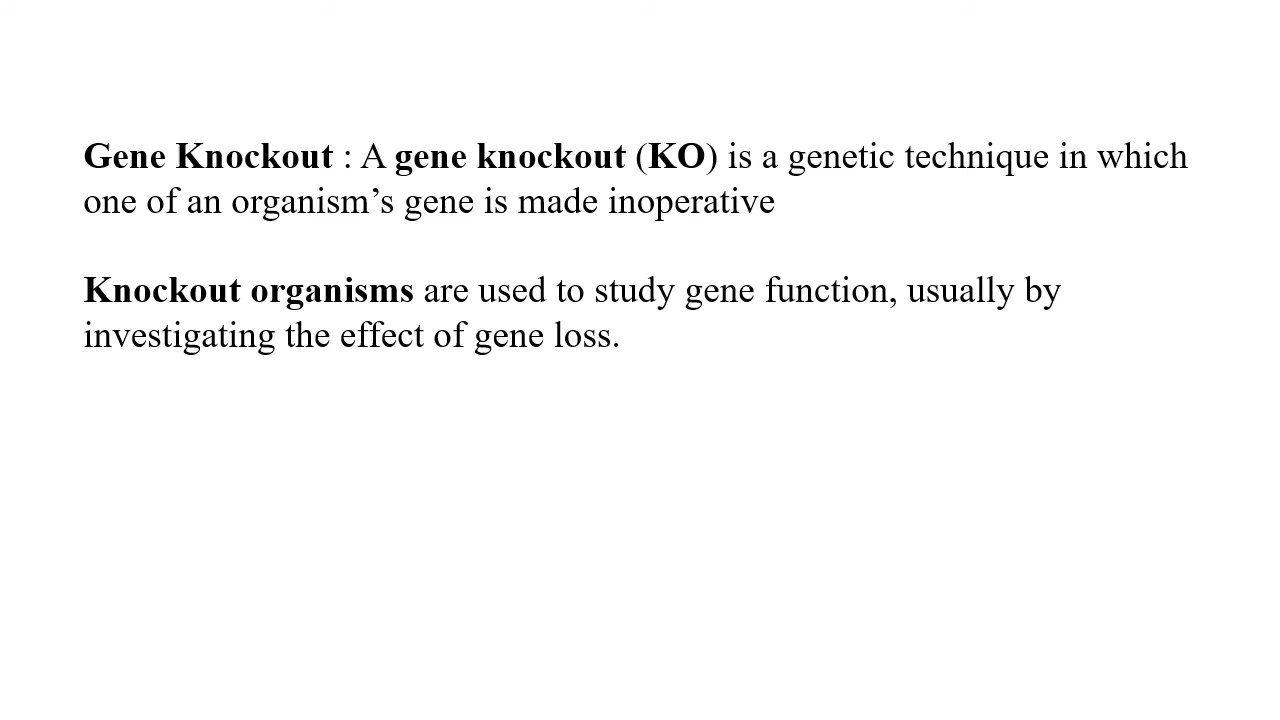 Gene Knockout : A gene knockout (KO) is a genetic technique in which
one of an organism’s gene is made inoperative
Knockout organisms are used to study gene function, usually by
investigating the effect of gene loss.